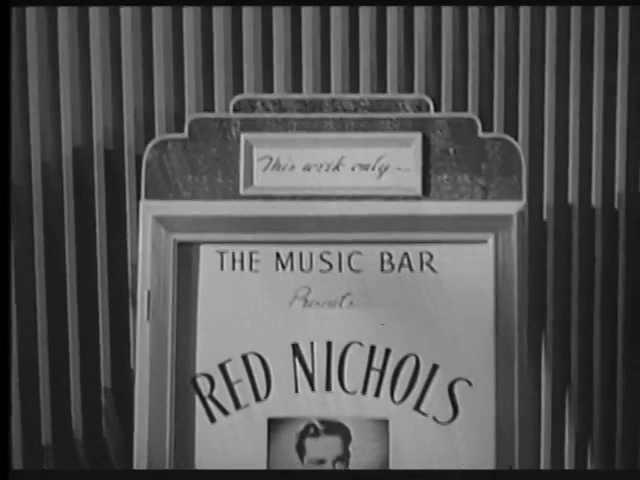 This week only...
THE MUSIC BAR
Presents
RED NICHOLS